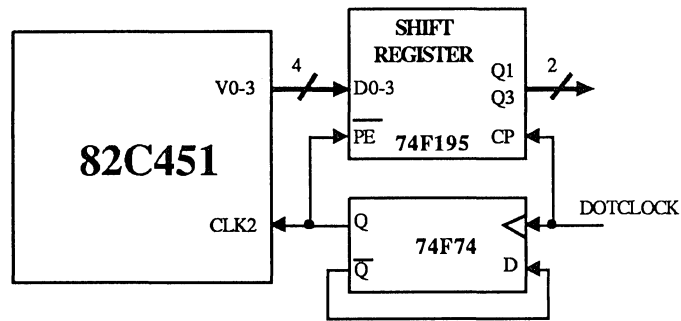 SHIFT
REGISTER
4
2
V0-3
D0-3
Q1
Q3
PE
74F195
CP
82C451
CLK2
Q
DOTCLOCK
74F74
Q
D